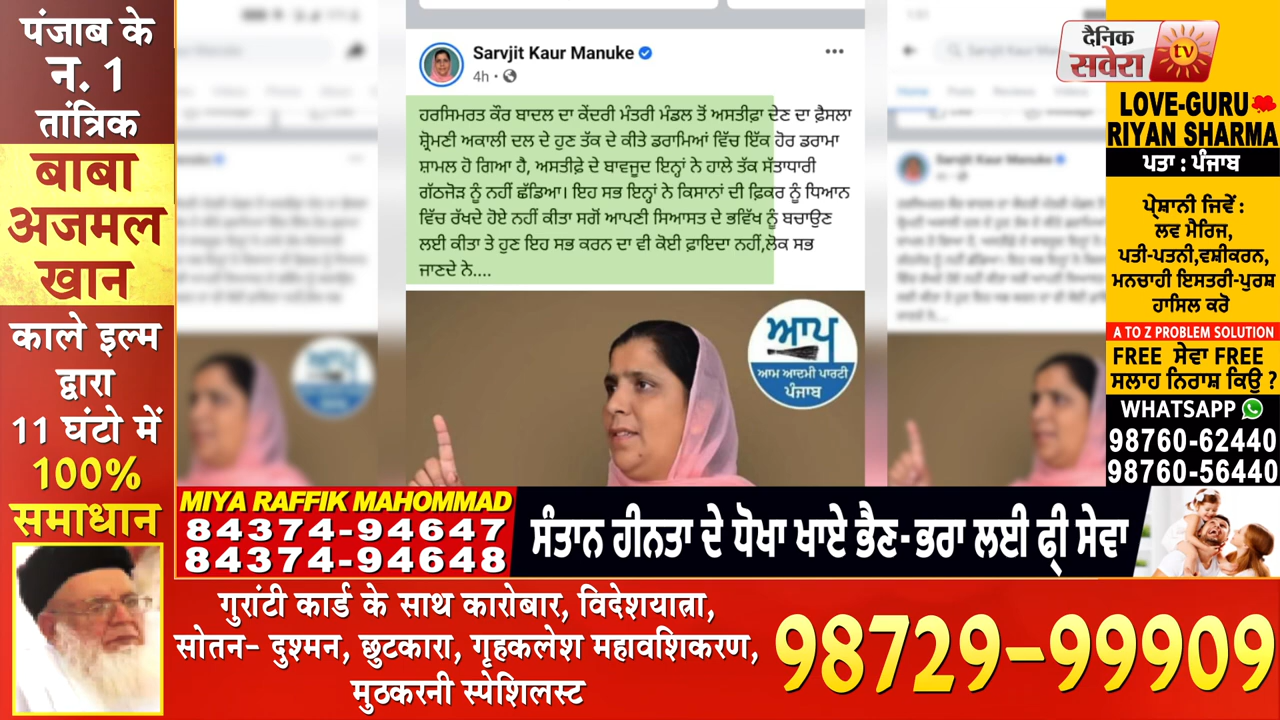 पंजाब के
न. 1
तांत्रिक
बाबा
अजमल
खान
काले इल्म
द्वारा
11 घंटो में
100%
समाधान
Sarvjit Kaur Manuke
4h
ਹਰਸਿਮਰਤ ਕੌਰ ਬਾਦਲ ਦਾ ਕੇਂਦਰੀ ਮੰਤਰੀ ਮੰਡਲ ਤੋਂ ਅਸਤੀਫ਼ਾ ਦੇਣ ਦਾ ਫ਼ੈਸਲਾ
ਸ਼੍ਰੋਮਣੀ ਅਕਾਲੀ ਦਲ ਦੇ ਹੁਣ ਤੱਕ ਦੇ ਕੀਤੇ ਡਰਾਮਿਆਂ ਵਿੱਚ ਇੱਕ ਹੋਰ ਡਰਾਮਾ
ਸ਼ਾਮਲ ਹੋ ਗਿਆ ਹੈ, ਅਸਤੀਫ਼ੇ ਦੇ ਬਾਵਜੂਦ ਇਨ੍ਹਾਂ ਨੇ ਹਾਲੇ ਤੱਕ ਸੱਤਾਧਾਰੀ
ਗੱਠਜੋੜ ਨੂੰ ਨਹੀਂ ਛੱਡਿਆ। ਇਹ ਸਭ ਇਨ੍ਹਾਂ ਨੇ ਕਿਸਾਨਾਂ ਦੀ ਫ਼ਿਕਰ ਨੂੰ ਧਿਆਨ
ਵਿੱਚ ਰੱਖਦੇ ਹੋਏ ਨਹੀਂ ਕੀਤਾ ਸਗੋਂ ਆਪਣੀ ਸਿਆਸਤ ਦੇ ਭਵਿੱਖ ਨੂੰ ਬਚਾਉਣ
ਲਈ ਕੀਤਾ ਤੇ ਹੁਣ ਇਹ ਸਭ ਕਰਨ ਦਾ ਵੀ ਕੋਈ ਫ਼ਾਇਦਾ ਨਹੀਂ,ਲੋਕ ਸਭ
ਜਾਣਦੇ ਨੇ....
ਆਪ
ਆਮ ਆਦਮੀ ਪਾਰਟੀ
ਪੰਜਾਬ
दैनिक
सवेरा
tv
LOVE-GURU
RIYAN SHARMA
ਪਤਾ : ਪੰਜਾਬ
ਪ੍ਰੇਸ਼ਾਨੀ ਜਿਵੇਂ :
ਲਵ ਮੈਰਿਜ,
ਪਤੀ-ਪਤਨੀ,ਵਸ਼ੀਕਰਨ,
ਮਨਚਾਹੀ ਇਸਤਰੀ-ਪੁਰਸ਼
ਹਾਸਿਲ ਕਰੋ
A TO Z PROBLEM SOLUTION
FREE ਸੇਵਾ FREE
ਸਲਾਹ ਨਿਰਾਸ਼ ਕਿਉ ?
WHATSAPP
98760-62440
98760-56440
MIYA RAFFIK MAHOMMAD
84374-94647
84374-94648
ਸੰਤਾਨ ਹੀਨਤਾ ਦੇ ਧੋਖਾ ਖਾਏ ਭੈਣ-ਭਰਾ ਲਈ ਫ੍ਰੀ ਸੇਵਾ
गुरांटी कार्ड के साथ कारोबार, विदेशयात्रा,
सोतन- दुश्मन, छुटकारा, गृहकलेश महावशिकरण,
मुठकरनी स्पेशिलस्ट
98729-99909